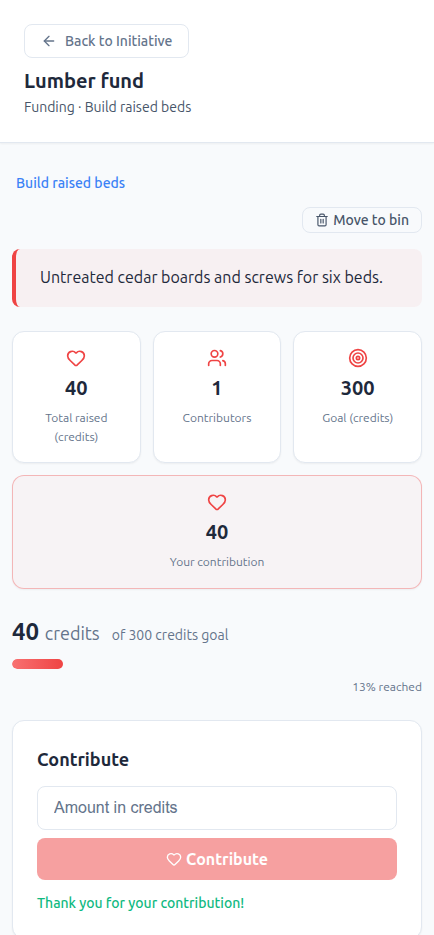 Back to Initiative
Lumber fund
Funding · Build raised beds
Build raised beds
Move to bin
Untreated cedar boards and screws for six beds.
40
Total raised
(credits)
1
Contributors
300
Goal (credits)
40
Your contribution
40 credits of 300 credits goal
13% reached
Contribute
Amount in credits
Contribute
Thank you for your contribution!